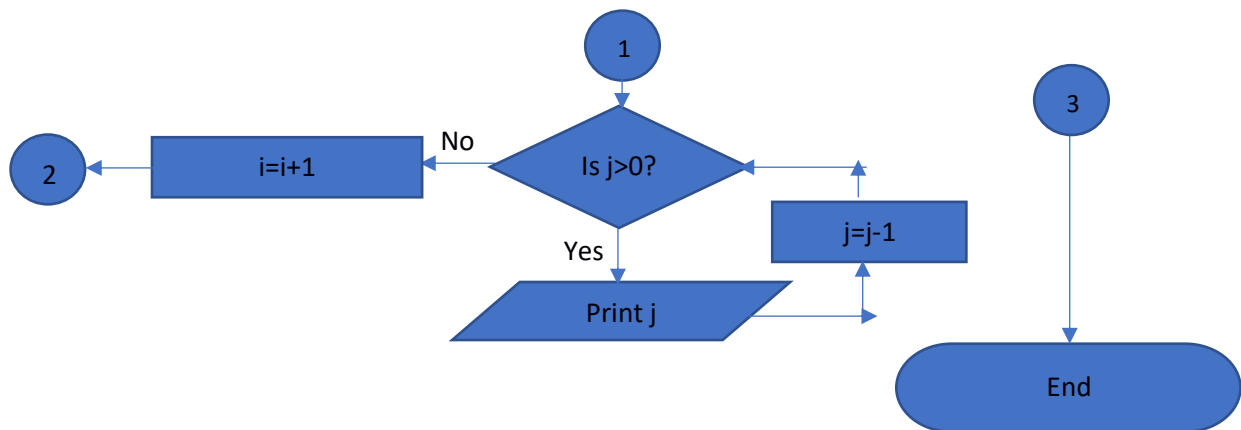 1
3
No
2
i=i+1
Is j>0?
j=j-1
Yes
Print j
End